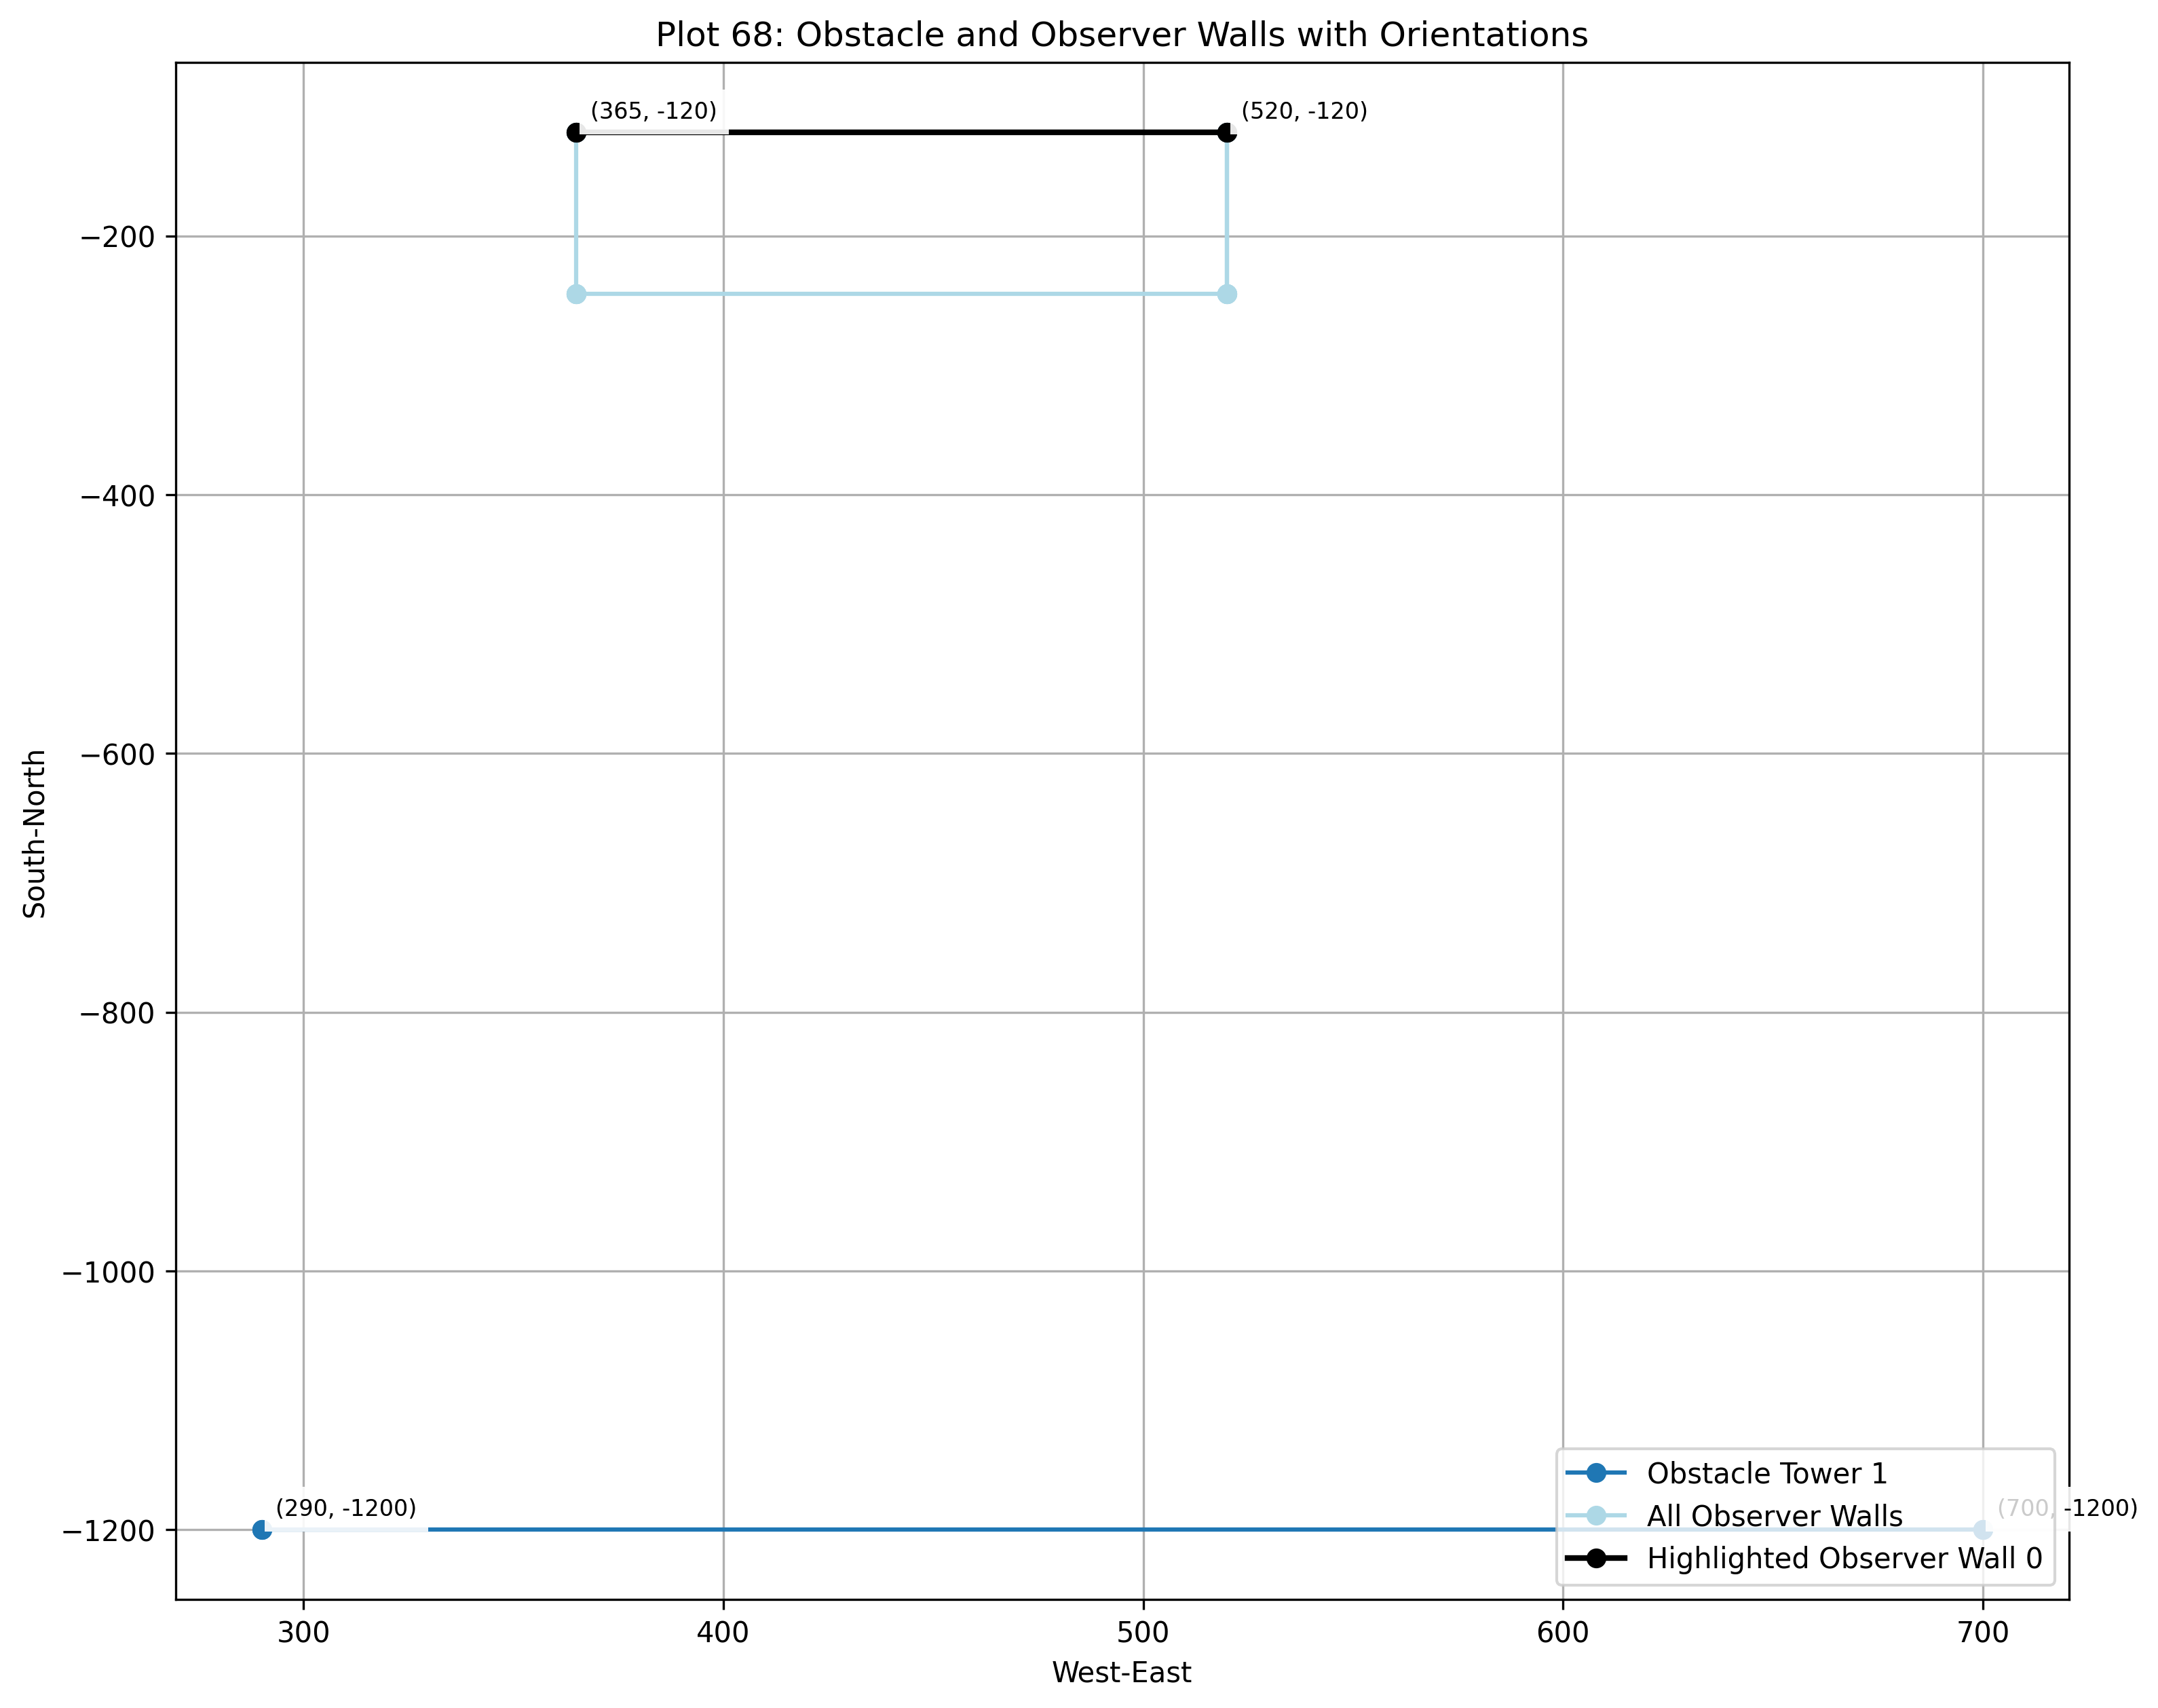 Plot 68: Obstacle and Observer Walls with Orientations
(365, -120)
(520, -120)
−200
−400
−600
−800
−1000
−1200
South-North
(290, -1200)
(700, -1200)
Obstacle Tower 1
All Observer Walls
Highlighted Observer Wall 0
300
400
500
600
700
West-East